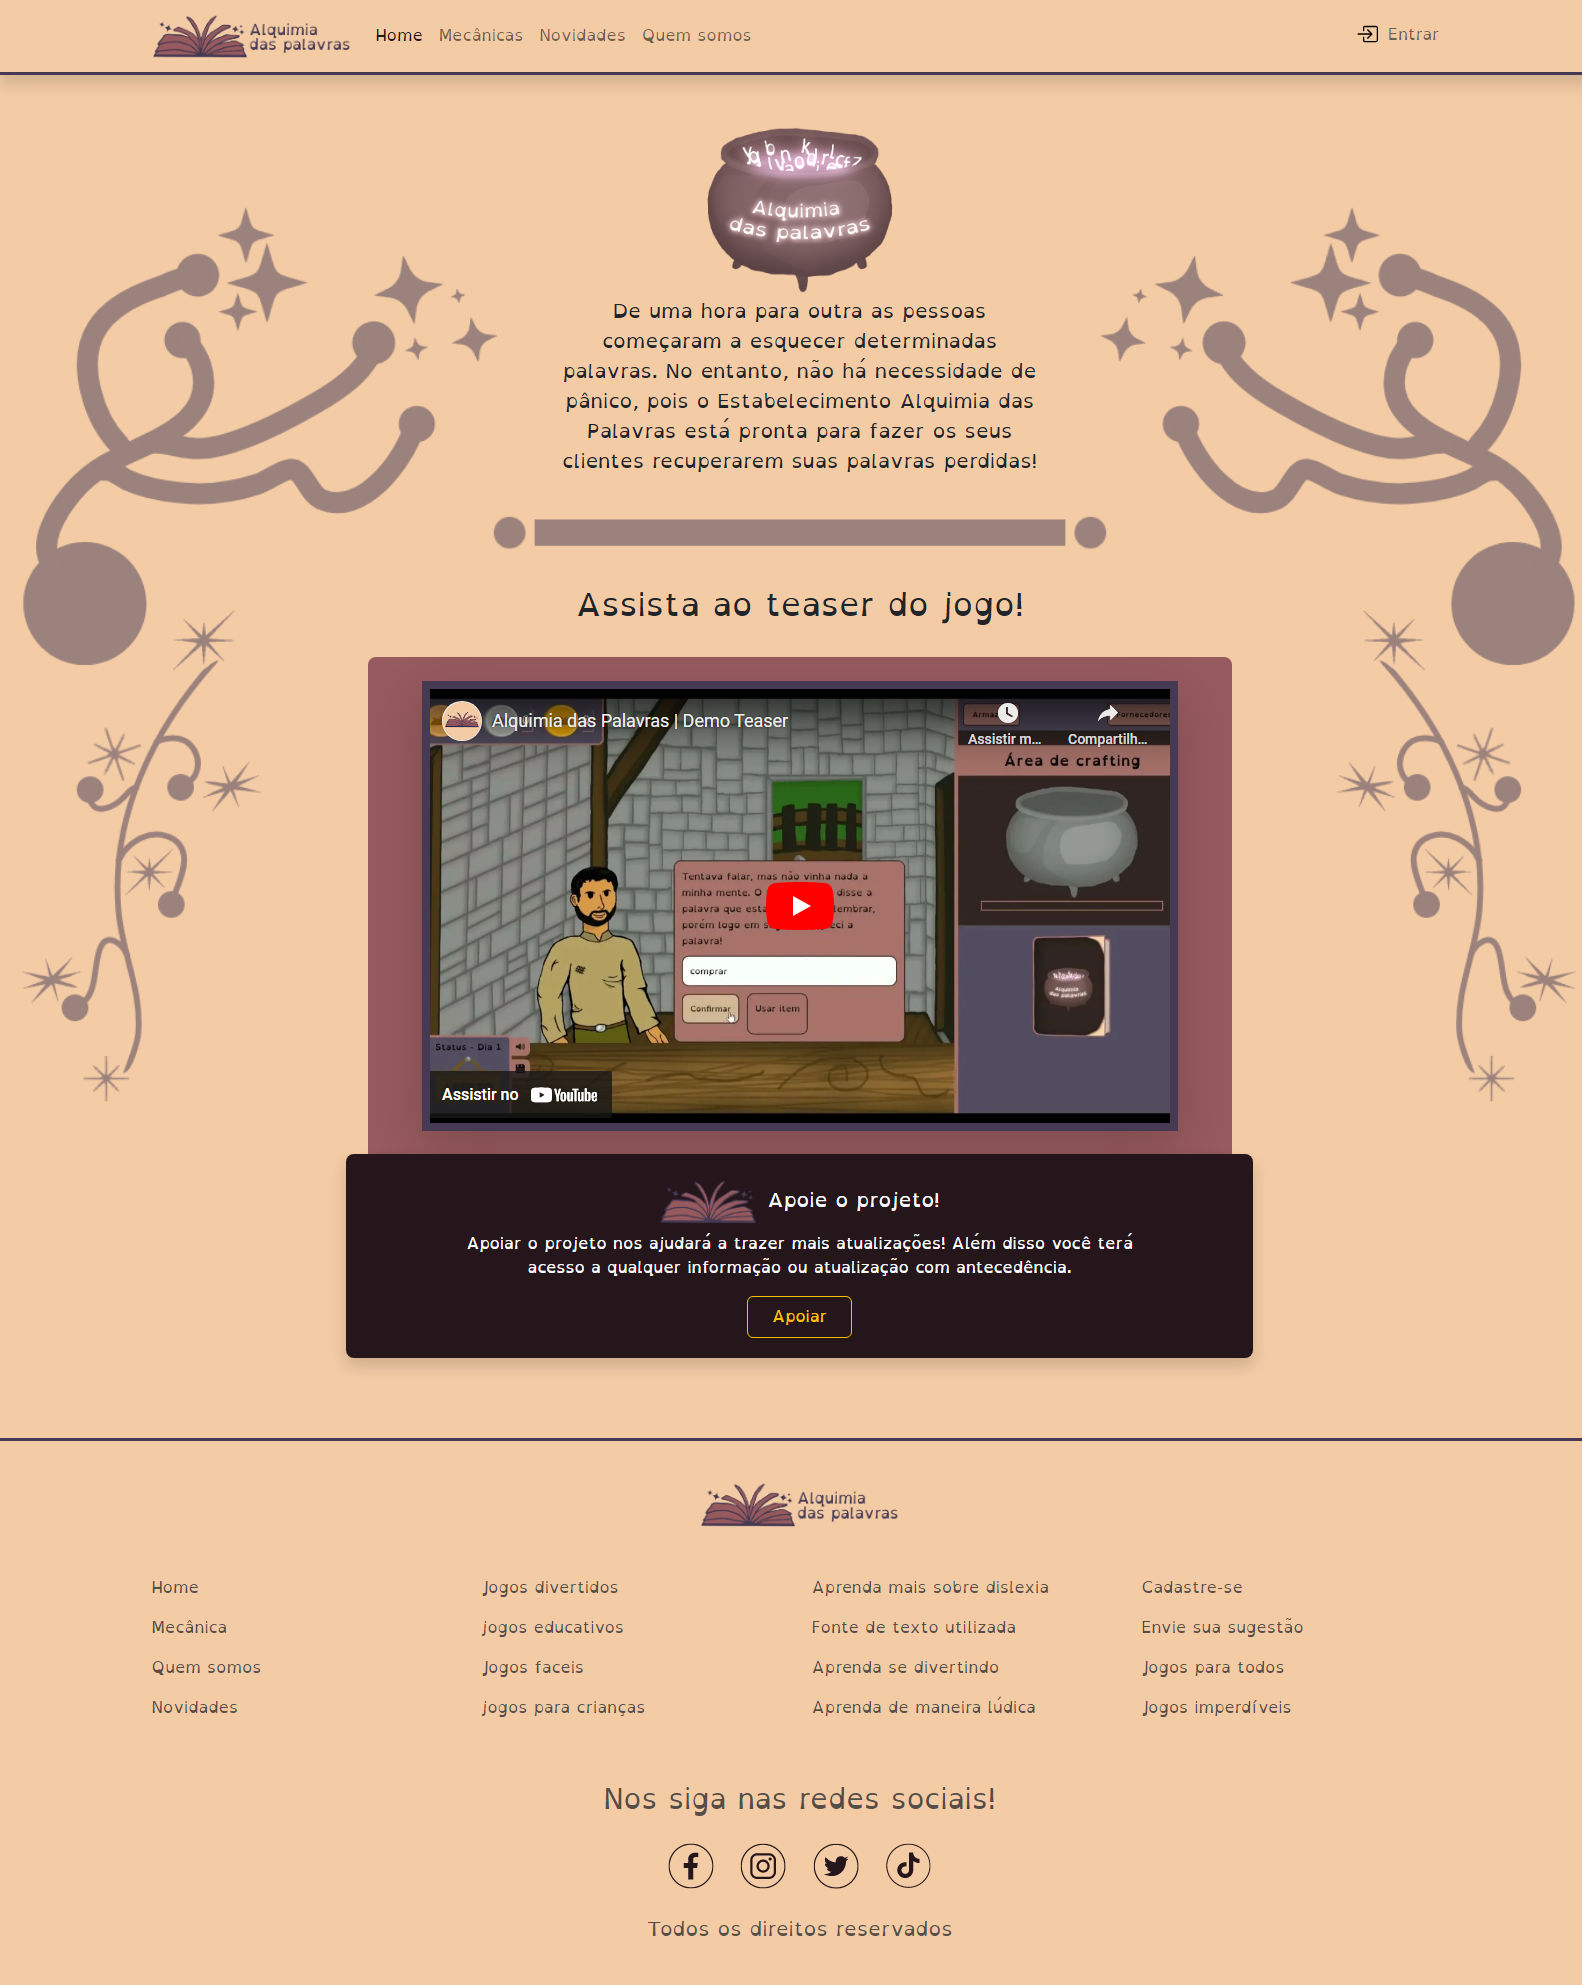 Alquimia
das palavras
Home
Mecânicas
Novidades
Quem somos
Entrar
Alquimia
das palavras
De uma hora para outra as pessoas
começaram a esquecer determinadas
palavras. No entanto, não há necessidade de
pânico, pois o Estabelecimento Alquimia das
Palavras está pronta para fazer os seus
clientes recuperarem suas palavras perdidas!
Assista ao teaser do jogo!
Alquimia das Palavras | Demo Teaser
Assistir m...
Compartilh...
Área de crafting
Tentava falar, mas não vinha nada a
minha mente. O disse a
palavra que lembrar,
porém logo em a
palavra!
comprar
Confirmar
Usar item
Alquimia
das palavras
Status - Dia 1
Assistir no YouTube
Apoie o projeto!
Apoiar o projeto nos ajudará a trazer mais atualizações! Além disso você terá
acesso a qualquer informação ou atualização com antecedência.
Apoiar
Alquimia
das palavras
Home
Mecânica
Quem somos
Novidades
Jogos divertidos
jogos educativos
Jogos faceis
jogos para crianças
Aprenda mais sobre dislexia
Fonte de texto utilizada
Aprenda se divertindo
Aprenda de maneira lúdica
Cadastre-se
Envie sua sugestão
Jogos para todos
Jogos imperdíveis
Nos siga nas redes sociais!
Todos os direitos reservados